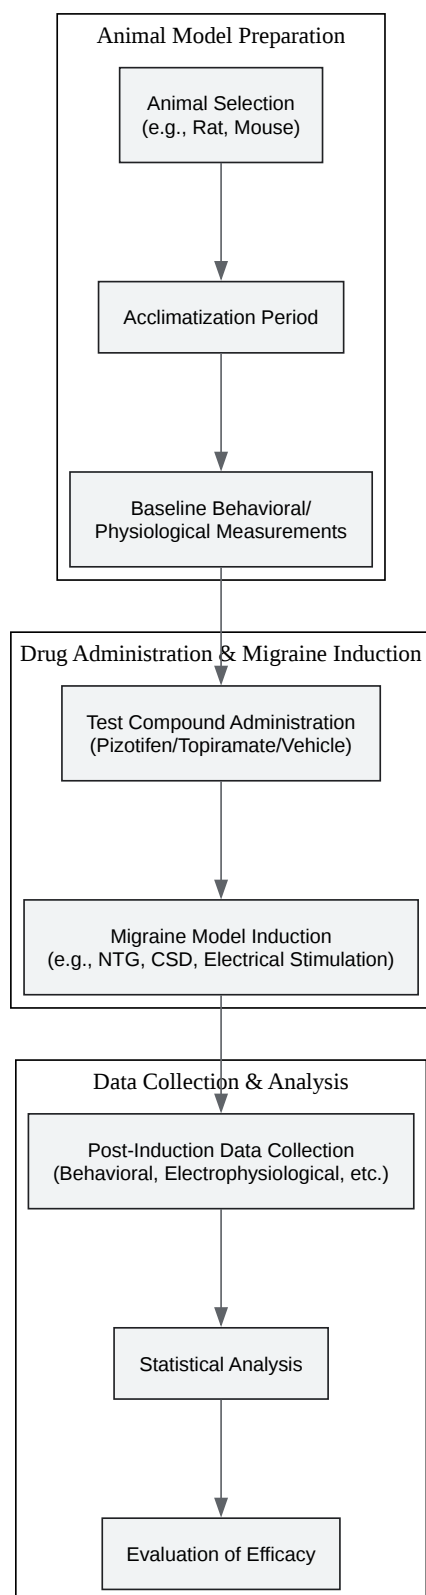 Animal Model Preparation
Animal Selection
(e.g., Rat, Mouse)
Acclimatization Period
Baseline Behavioral/
Physiological Measurements
Drug Administration & Migraine Induction
Test Compound Administration
(Pizotifen/Topiramate/Vehicle)
Migraine Model Induction
(e.g., NTG, CSD, Electrical Stimulation)
Data Collection & Analysis
Post-Induction Data Collection
(Behavioral, Electrophysiological, etc.)
Statistical Analysis
Evaluation of Efficacy